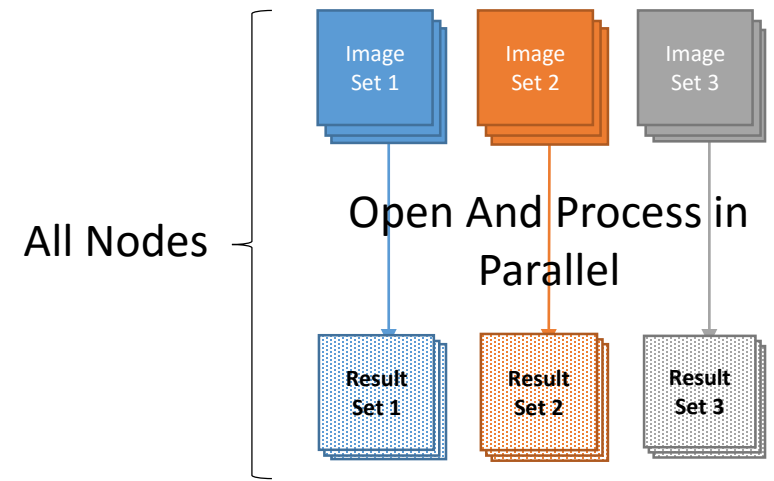 Image
Set 1
Image
Set 2
Image
Set 3
All Nodes
Open And Process in
Parallel
Result
Set 1
Result
Set 2
Result
Set 3